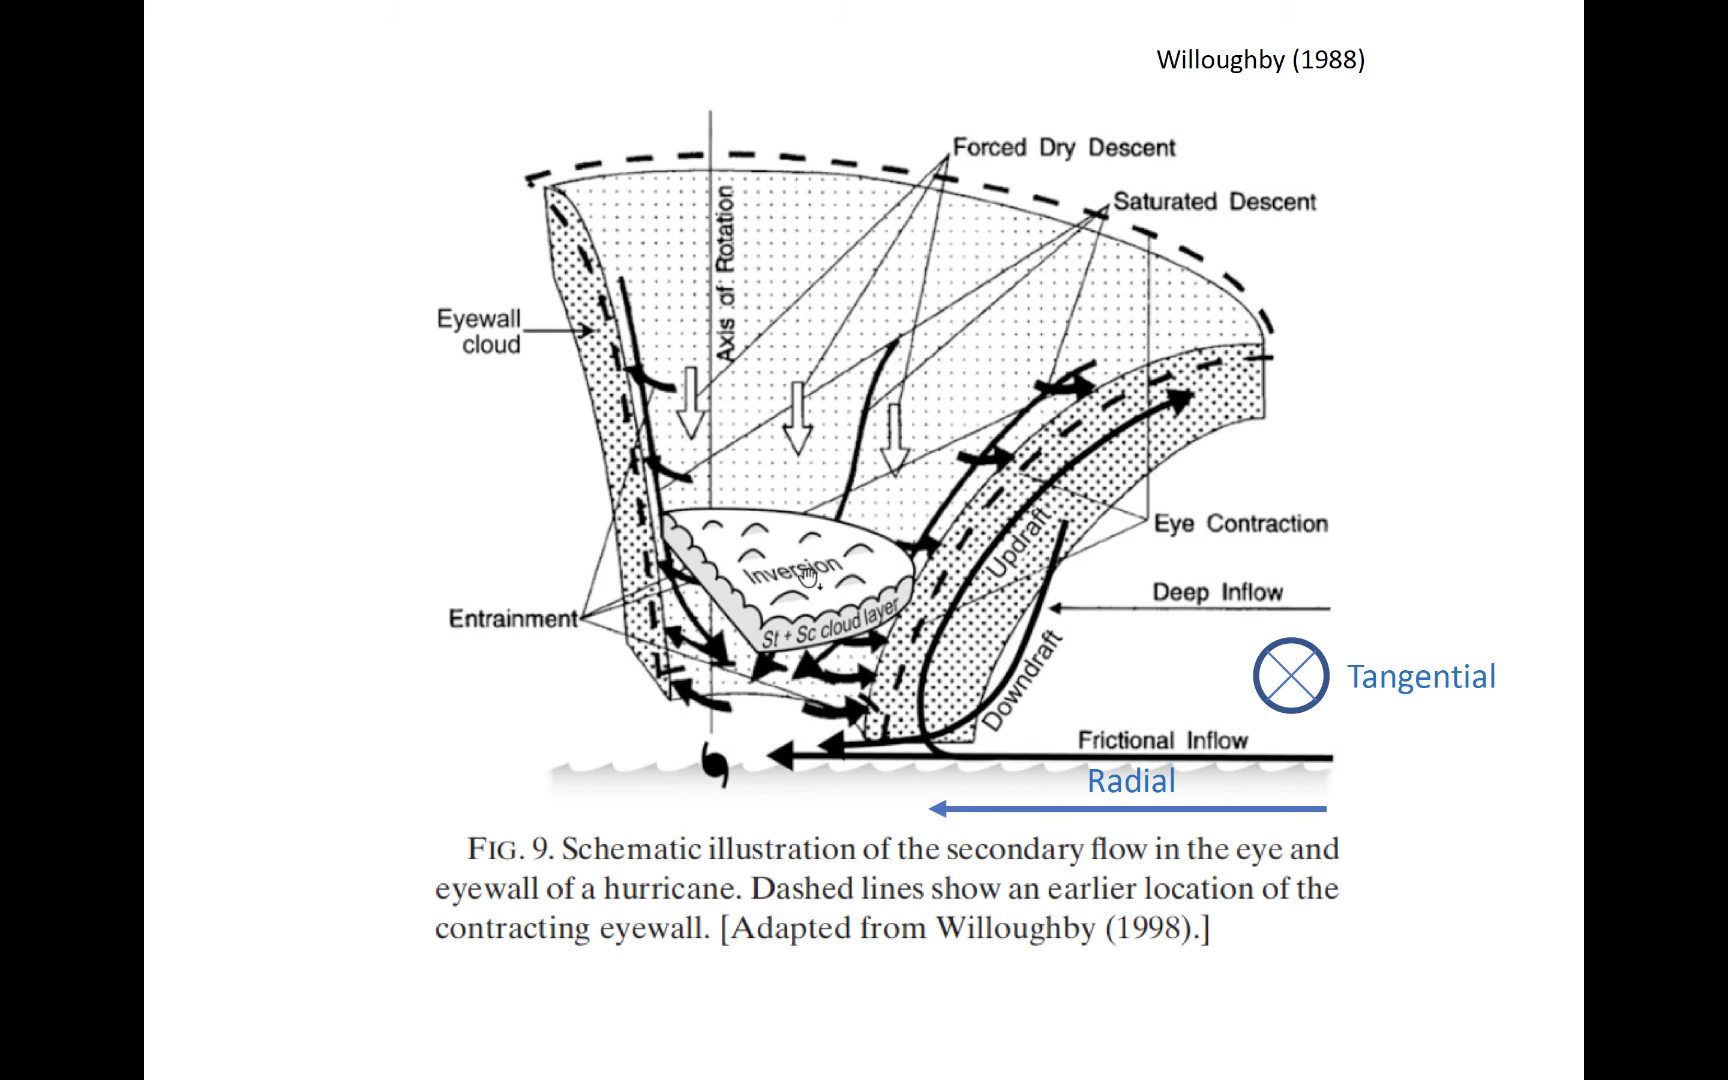 Willoughby (1988)
Forced Dry Descent
Saturated Descent
Axis of Rotation
Eyewall
cloud
Inversion
St + Sc cloud layer
Updraft
Eye Contraction
Deep Inflow
Entrainment
Downdraft
Tangential
Frictional Inflow
Radial
FIG. 9. Schematic illustration of the secondary flow in the eye and
eyewall of a hurricane. Dashed lines show an earlier location of the
contracting eyewall. [Adapted from Willoughby (1998).]